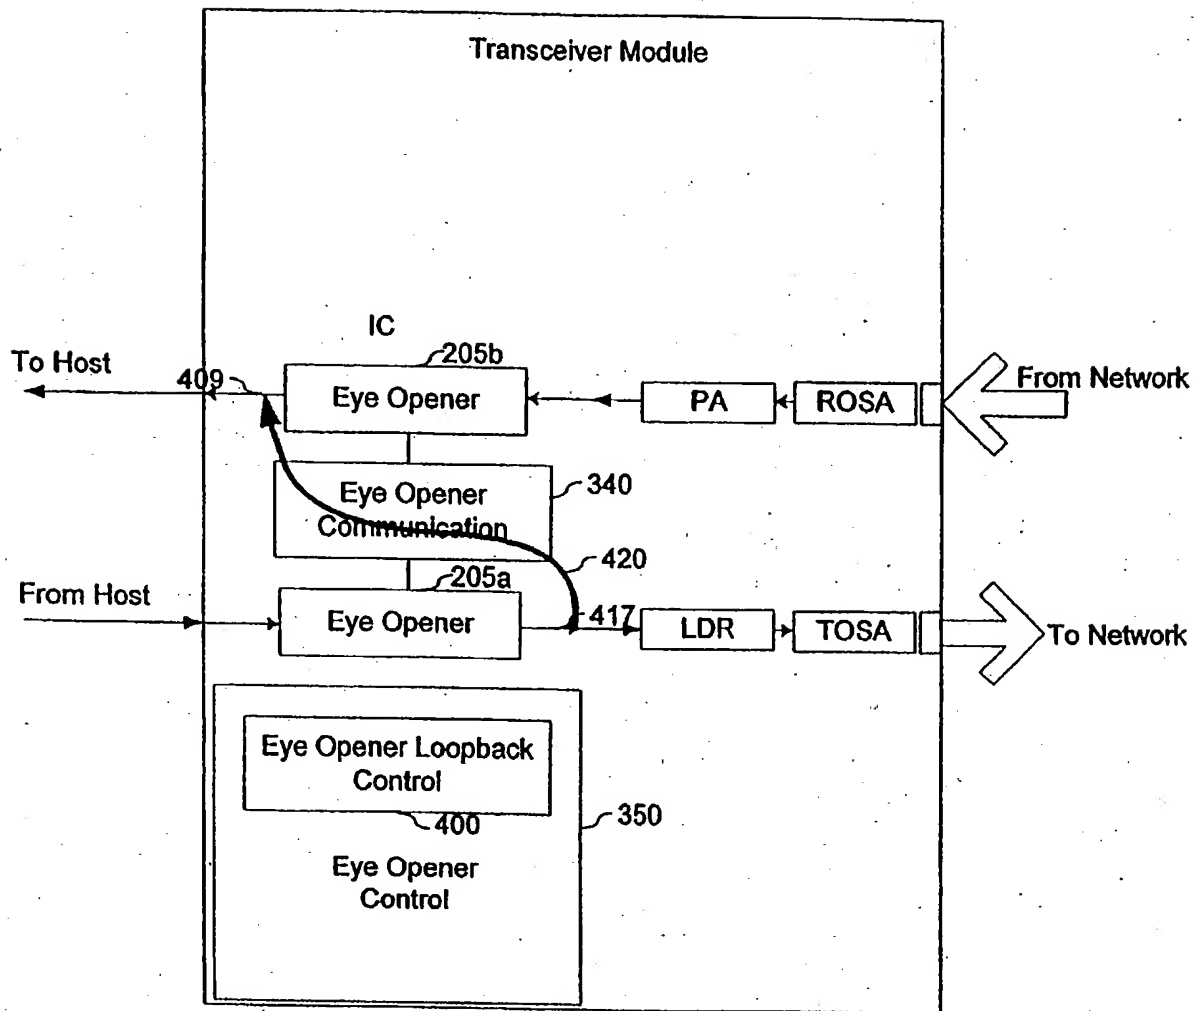 Transceiver Module
IC
To Host
409
205b
Eye Opener
PA
ROSA
From Network
Eye Opener
Communication
340
420
From Host
205a
Eye Opener
417
LDR
TOSA
To Network
Eye Opener Loopback
Control
400
350
Eye Opener
Control